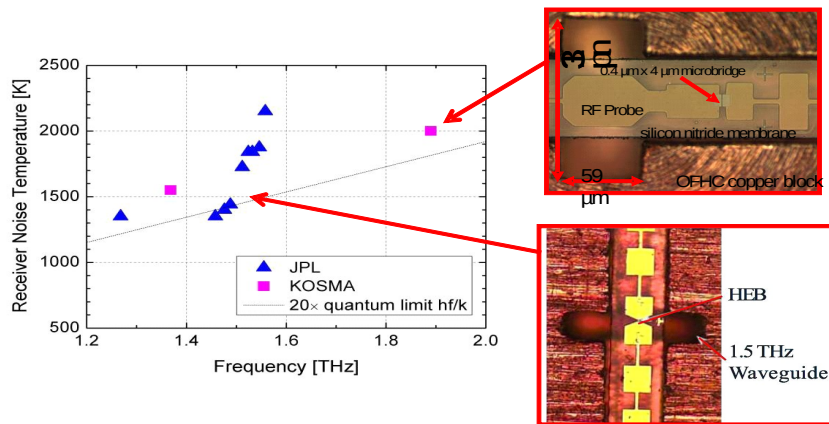 Receiver Noise Temperature [K]
2500
2000
1500
1000
500
1.2
1.4
1.6
1.8
2.0
Frequency [THz]
JPL
KOSMA
20× quantum limit hf/k
µm
0.4 µm x 4 µm microbridge
RF Probe
silicon nitride membrane
59
µm
OFHC copper block
HEB
1.5 THz
Waveguide